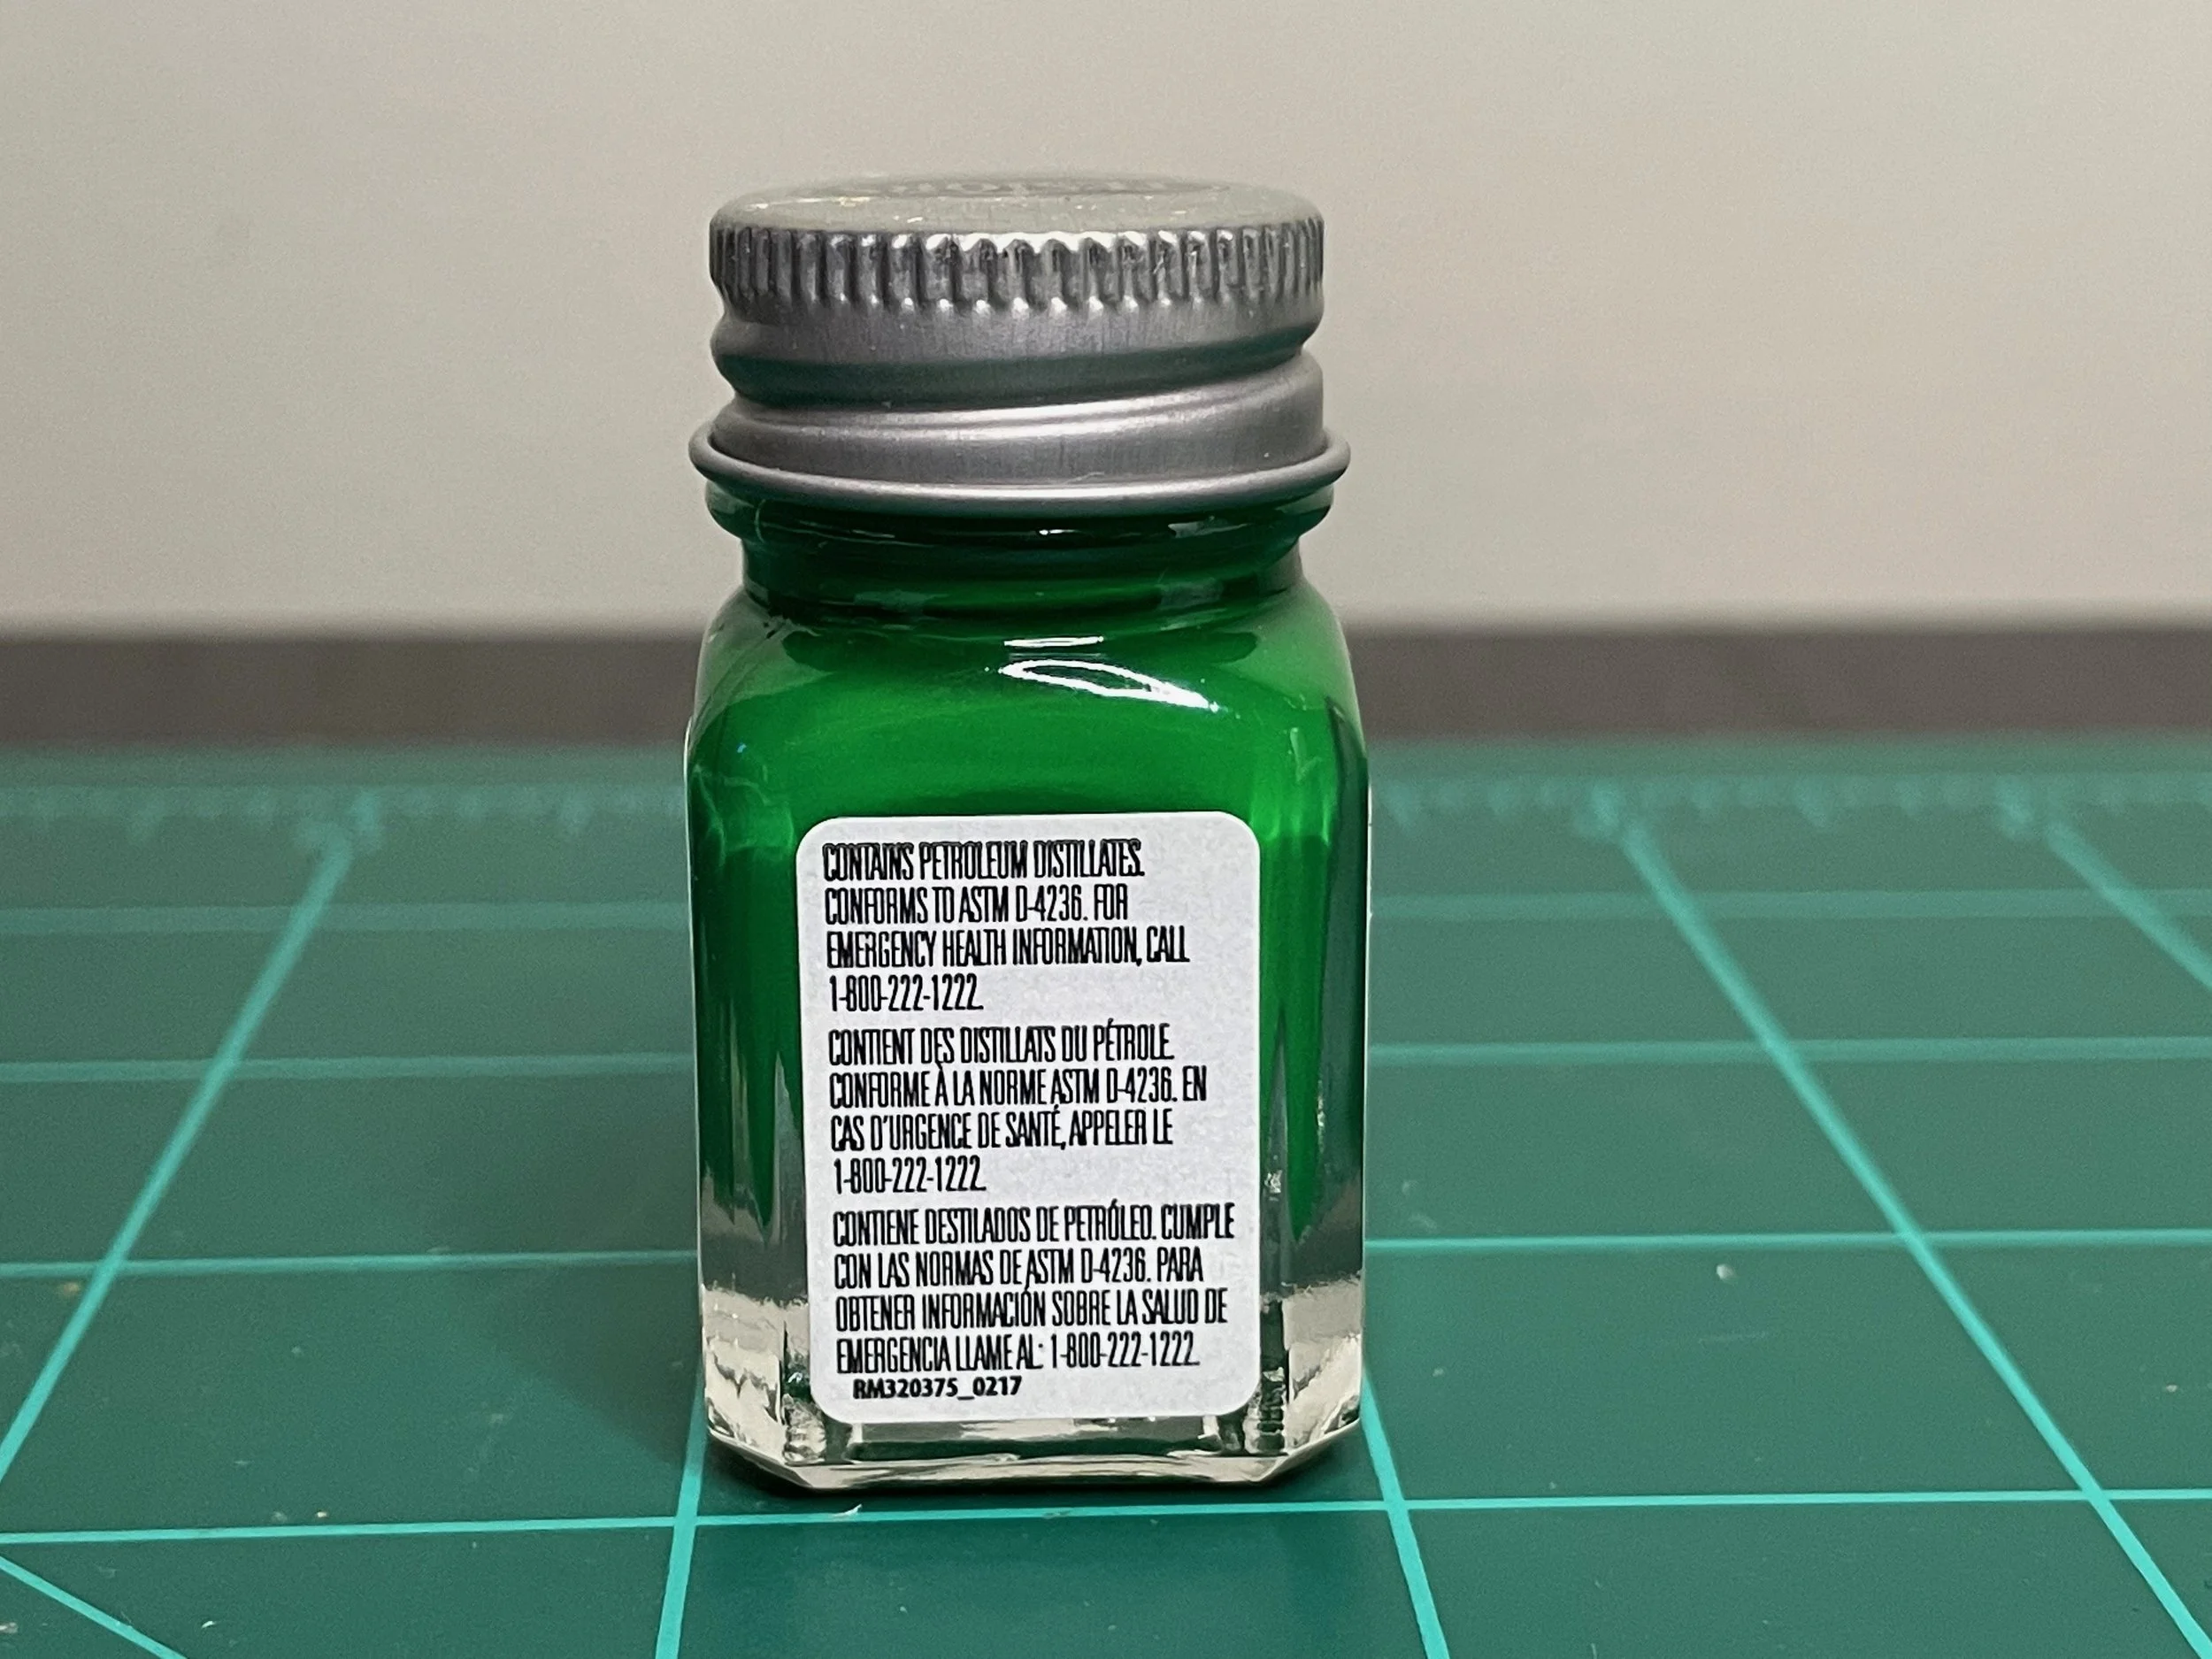 CONTAINS PETROLEUM DISTILLATES.
CONFORMS TO ASTM D-4236. FOR
EMERGENCY HEALTH INFORMATION, CALL
1-800-222-1222.
CONTIENT DES DISTILLATS DU PÉTROLE.
CONFORME À LA NORME ASTM D-4236. EN
CAS D'URGENCE DE SANTÉ, APPELER LE
1-800-222-1222.
CONTIENE DESTILADOS DE PETRÓLEO. CUMPLE
CON LAS NORMAS DE ASTM D-4236. PARA
OBTENER INFORMACIÓN SOBRE LA SALUD DE
EMERGENCIA LLAME AL: 1-800-222-1222.
RM320375_0217